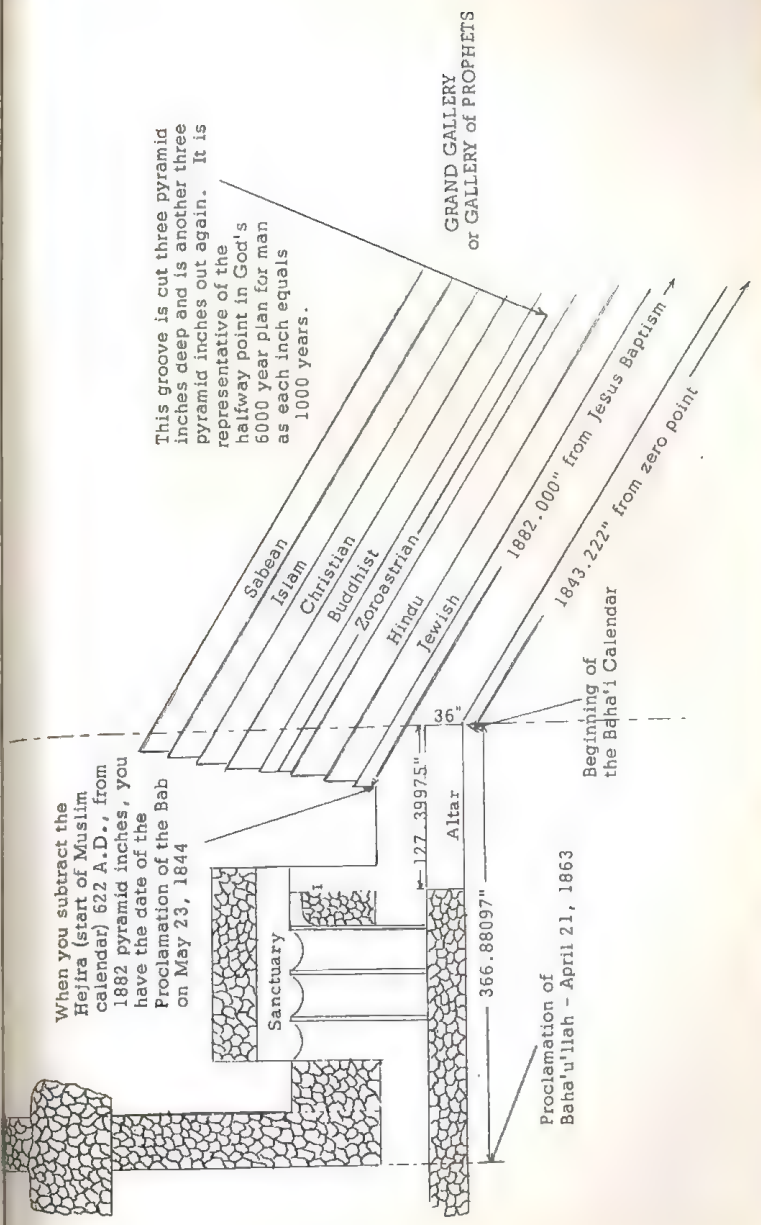 When you subtract the
Hejira (start of Muslim
calendar) 622 A.D., from
1882 pyramid inches, you
have the date of the
Proclamation of the Bab
on May 23, 1844
This groove is cut three pyramid
inches deep and is another three
pyramid inches out again. It is
representative of the
halfway point in God's
6000 year plan for man
as each inch equals
1000 years.
GRAND GALLERY
or GALLERY of PROPHETS
Sabean
Islam
Christian
Buddhist
Zoroastrian
Hindu
Jewish
1882.000" from Jesus Baptism
1843.222" from zero point
Sanctuary
I
36"
127.39975"
Altar
366.88097"
Beginning of
the Baha'i Calendar
Proclamation of
Baha'u'llah - April 21, 1863